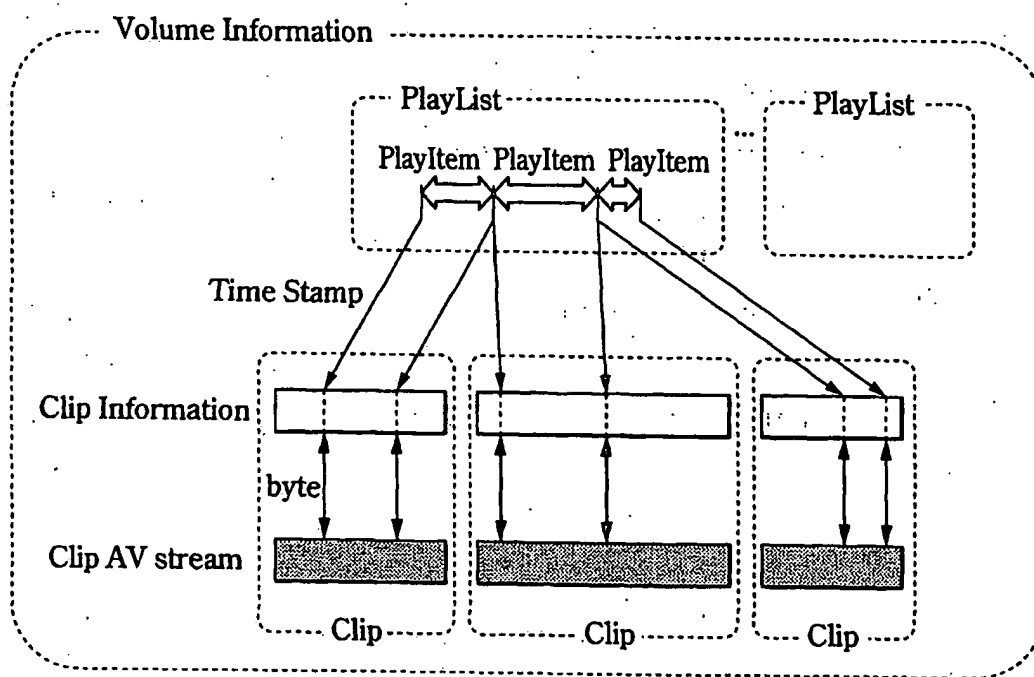 Volume Information
PlayList
PlayList
...
PlayItem PlayItem PlayItem
Time Stamp
Clip Information
byte
Clip AV stream
Clip
Clip
Clip